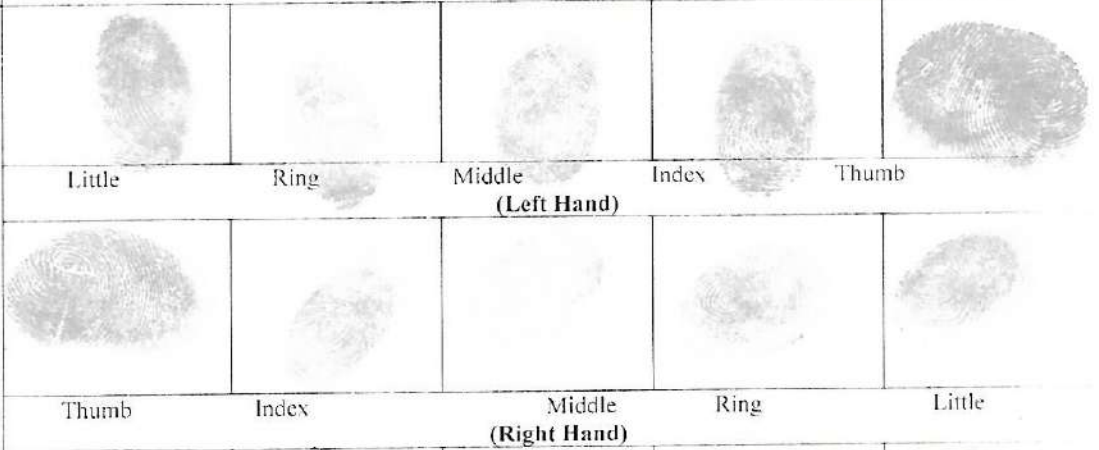 Little Ring Middle Index Thumb
(Left Hand)
Thumb Index Middle Ring Little
(Right Hand)